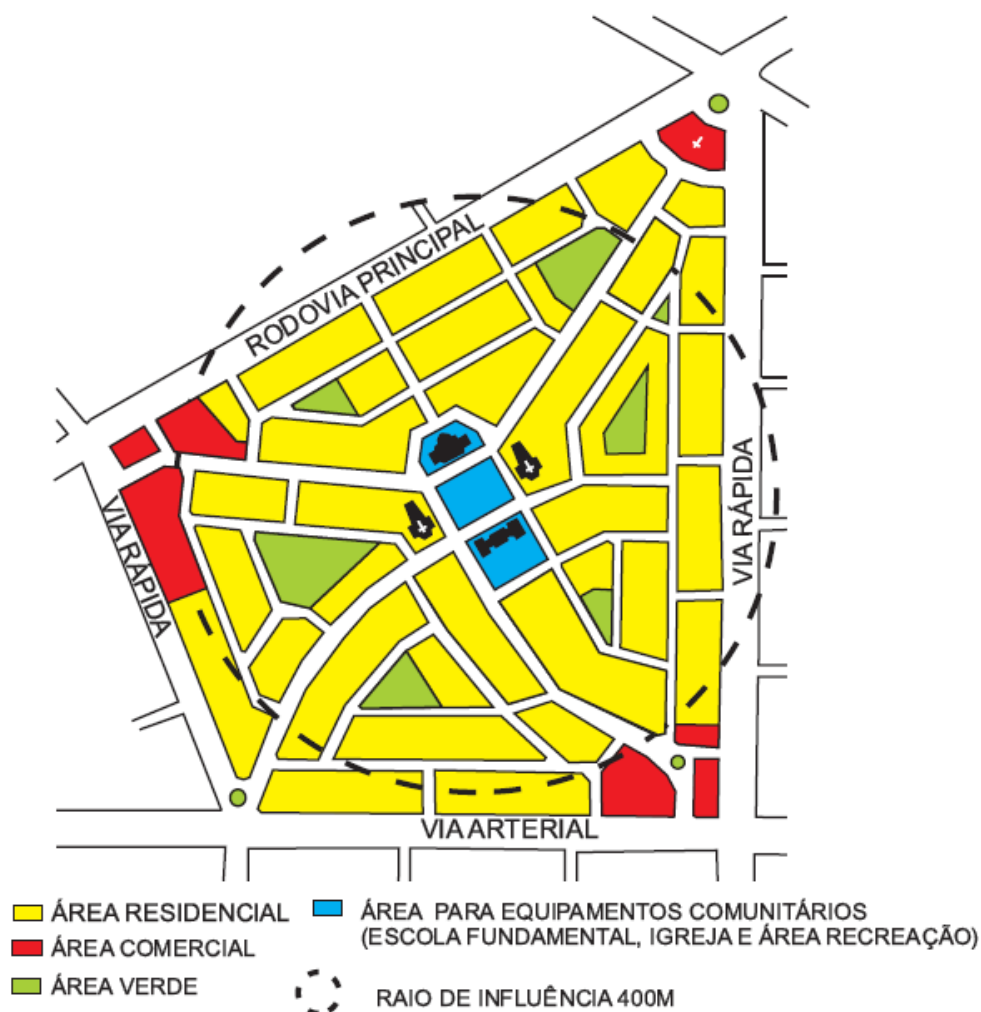 RODOVIA PRINCIPAL
VIA RÁPIDA
VIA RÁPIDA
VIA ARTERIAL
ÁREA RESIDENCIAL
ÁREA COMERCIAL
ÁREA VERDE
ÁREA PARA EQUIPAMENTOS COMUNITÁRIOS
(ESCOLA FUNDAMENTAL, IGREJA E ÁREA RECREAÇÃO)
RAIO DE INFLUÊNCIA 400M